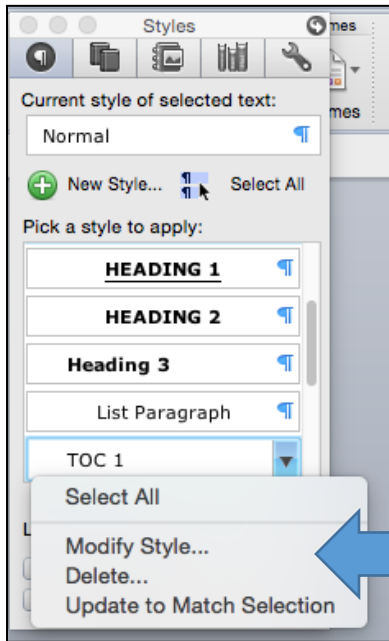 Styles
mes
Current style of selected text:
mes
Normal ¶
New Style... Select All
Pick a style to apply:
HEADING 1 ¶
HEADING 2 ¶
Heading 3 ¶
List Paragraph ¶
TOC 1
Select All
L
Modify Style...
Delete...
Update to Match Selection